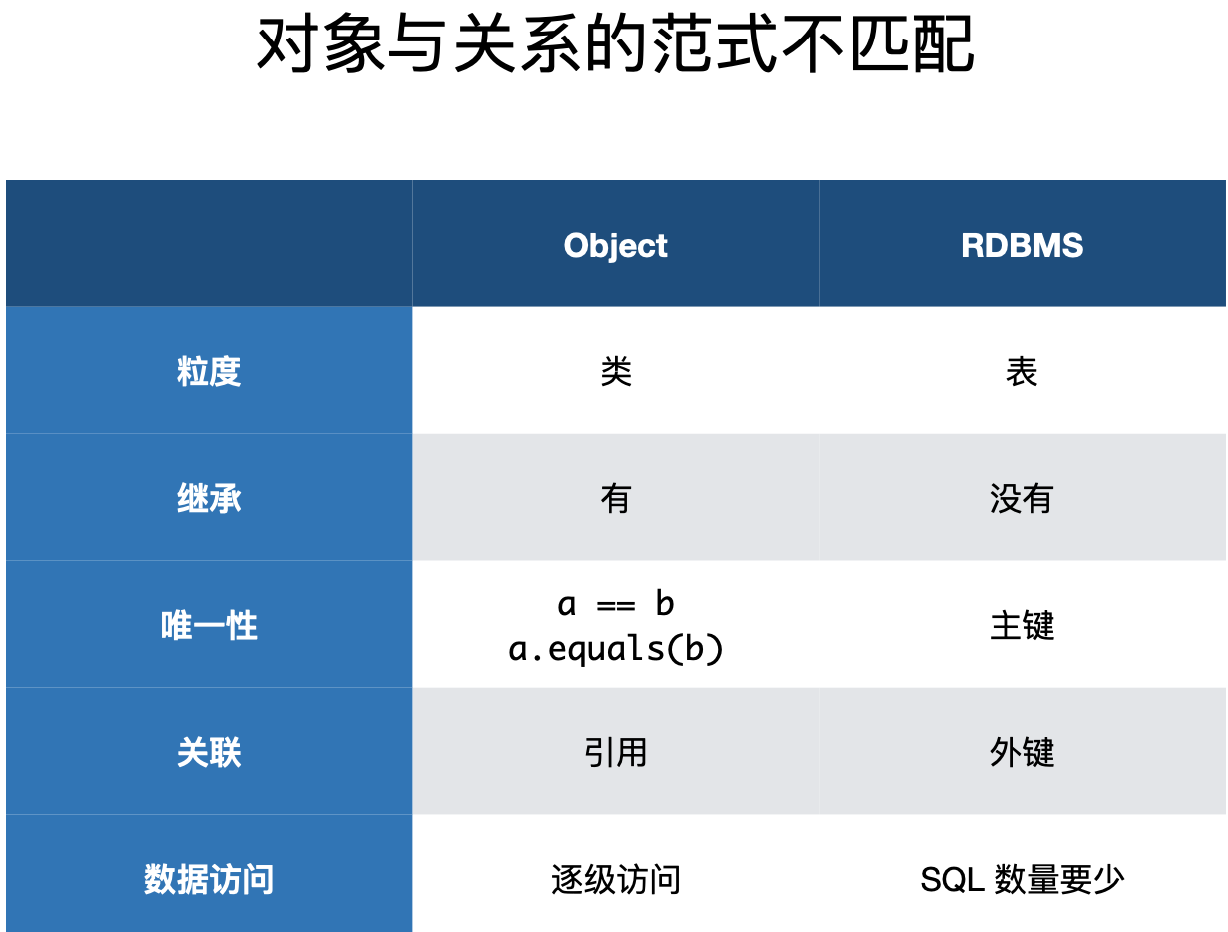 对象与关系的范式不匹配
Object RDBMS
粒度 类 表
继承 有 没有
唯一性 a == b a.equals(b) 主键
关联 引用 外键
数据访问 逐级访问 SQL 数量要少